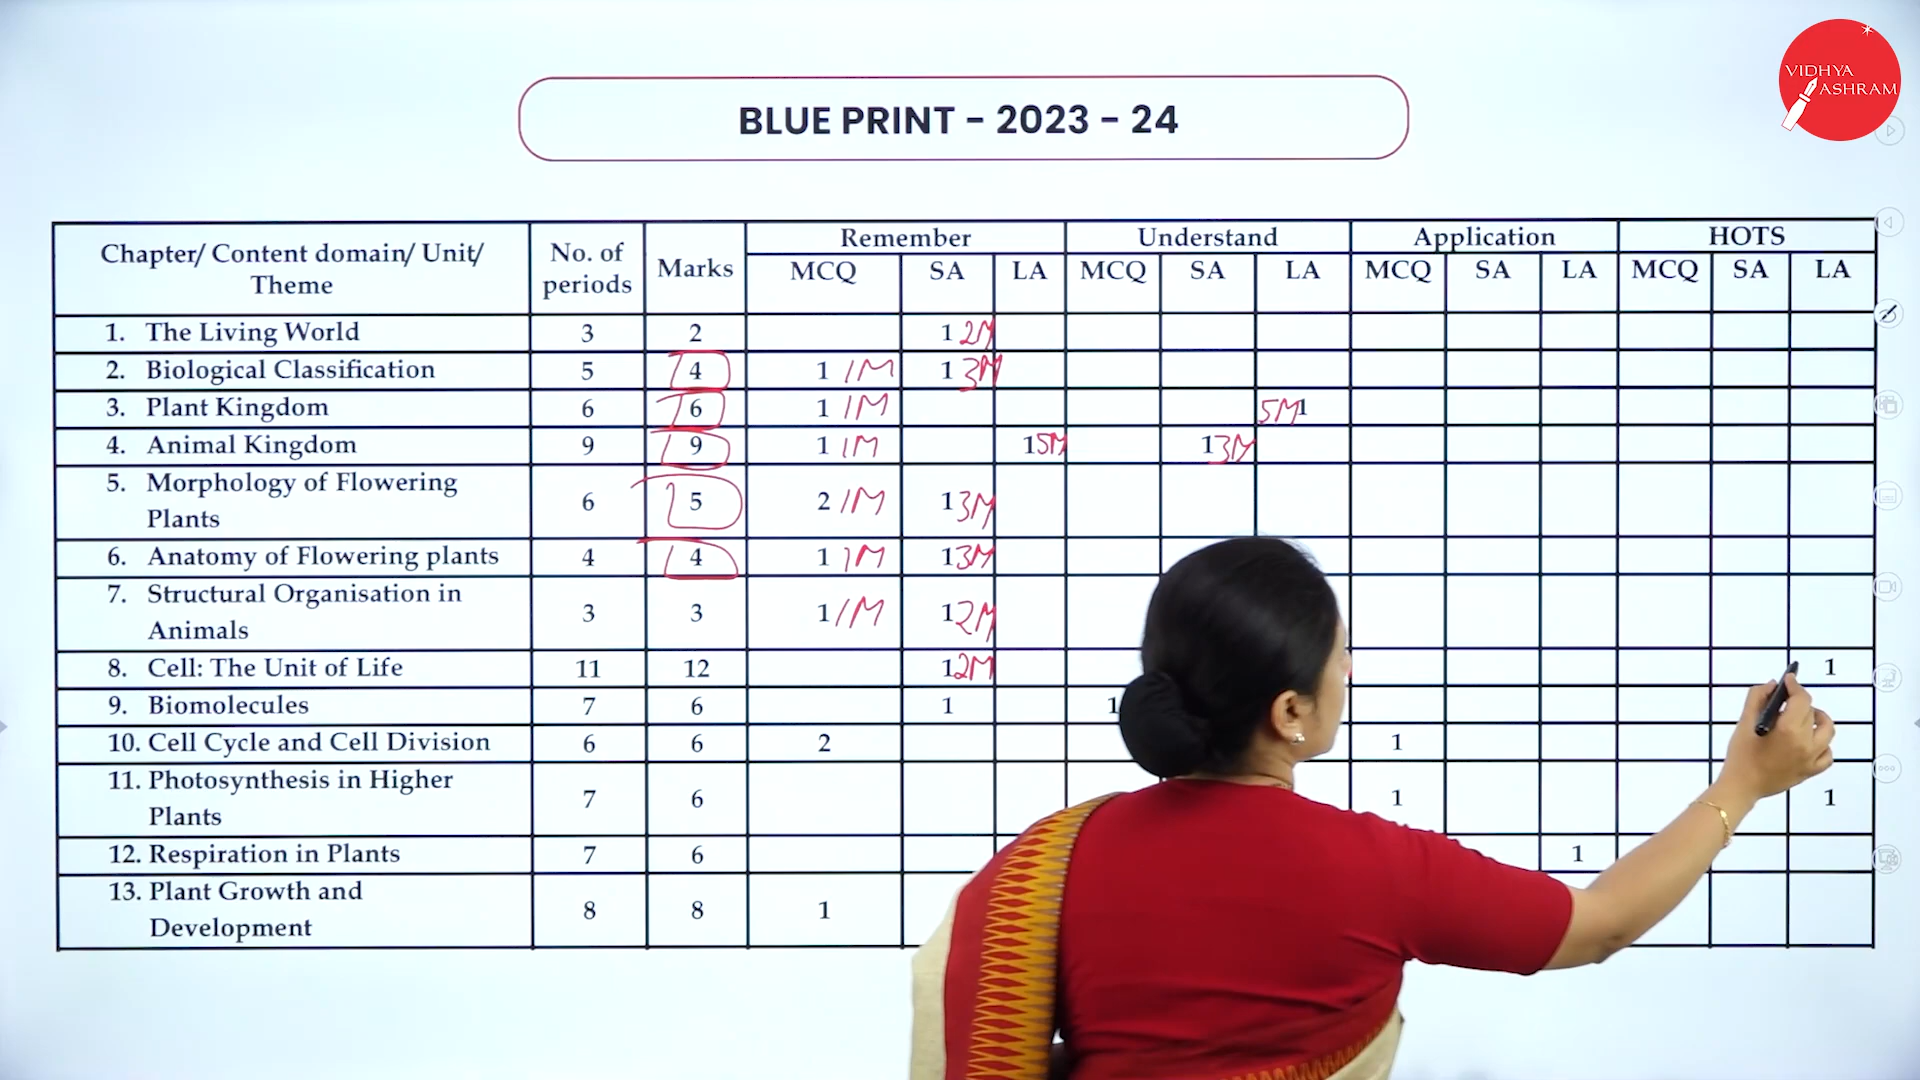 VIDHYA
ASHRAM
BLUE PRINT - 2023 - 24
Chapter/ Content domain/ Unit/ Theme No. of periods Marks Remember Understand Application HOTS
MCQ SA LA MCQ SA LA MCQ SA LA MCQ SA LA
1. The Living World 3 2 1 2M
2. Biological Classification 5 4 1 1M 1 3M
3. Plant Kingdom 6 6 1 1M 5M 1
4. Animal Kingdom 9 9 1 1M 1 5M 1 3M
5. Morphology of Flowering Plants 6 5 2 1M 1 3M
6. Anatomy of Flowering plants 4 4 1 1M 1 3M
7. Structural Organisation in Animals 3 3 1 1M 1 2M
8. Cell: The Unit of Life 11 12 1 2M 1
9. Biomolecules 7 6 1 1
10. Cell Cycle and Cell Division 6 6 2 1
11. Photosynthesis in Higher Plants 7 6 1 1
12. Respiration in Plants 7 6 1
13. Plant Growth and Development 8 8 1